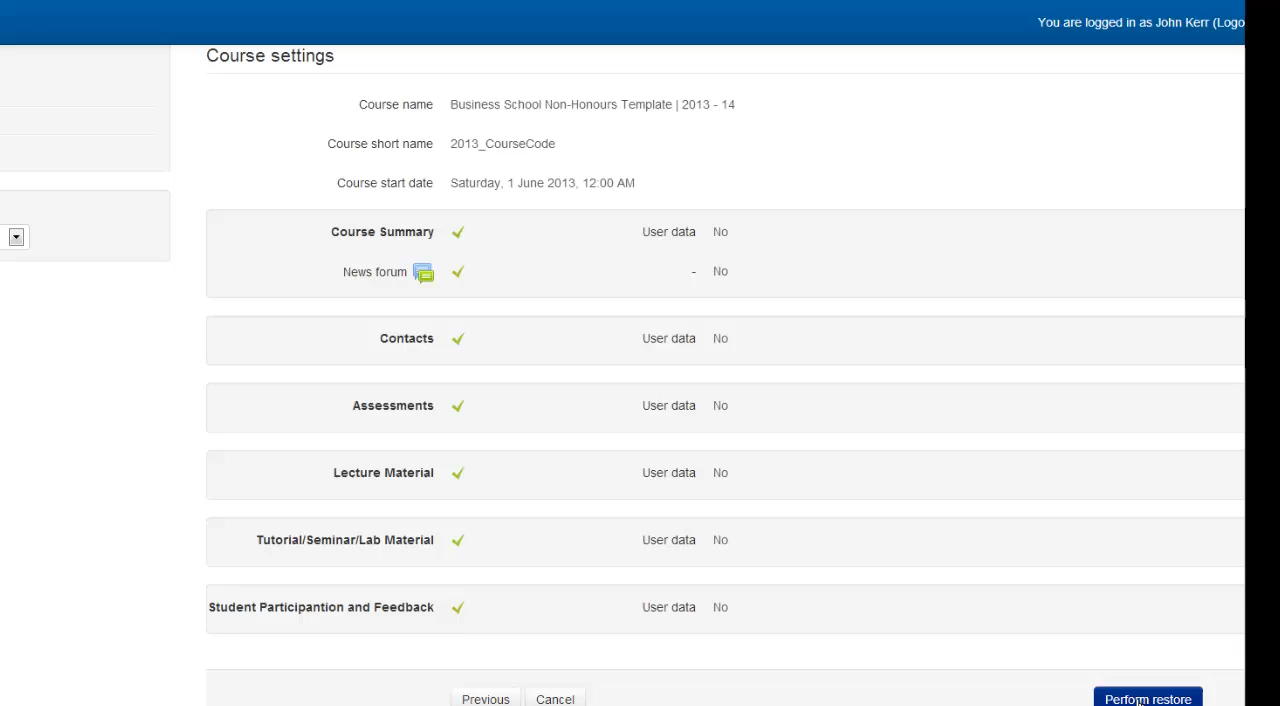 You are logged in as John Kerr (Logo
Course settings
Course name Business School Non-Honours Template | 2013 - 14
Course short name 2013_CourseCode
Course start date Saturday, 1 June 2013, 12:00 AM
Course Summary User data No
News forum - No
Contacts User data No
Assessments User data No
Lecture Material User data No
Tutorial/Seminar/Lab Material User data No
Student Participantion and Feedback User data No
Previous Cancel Perform restore